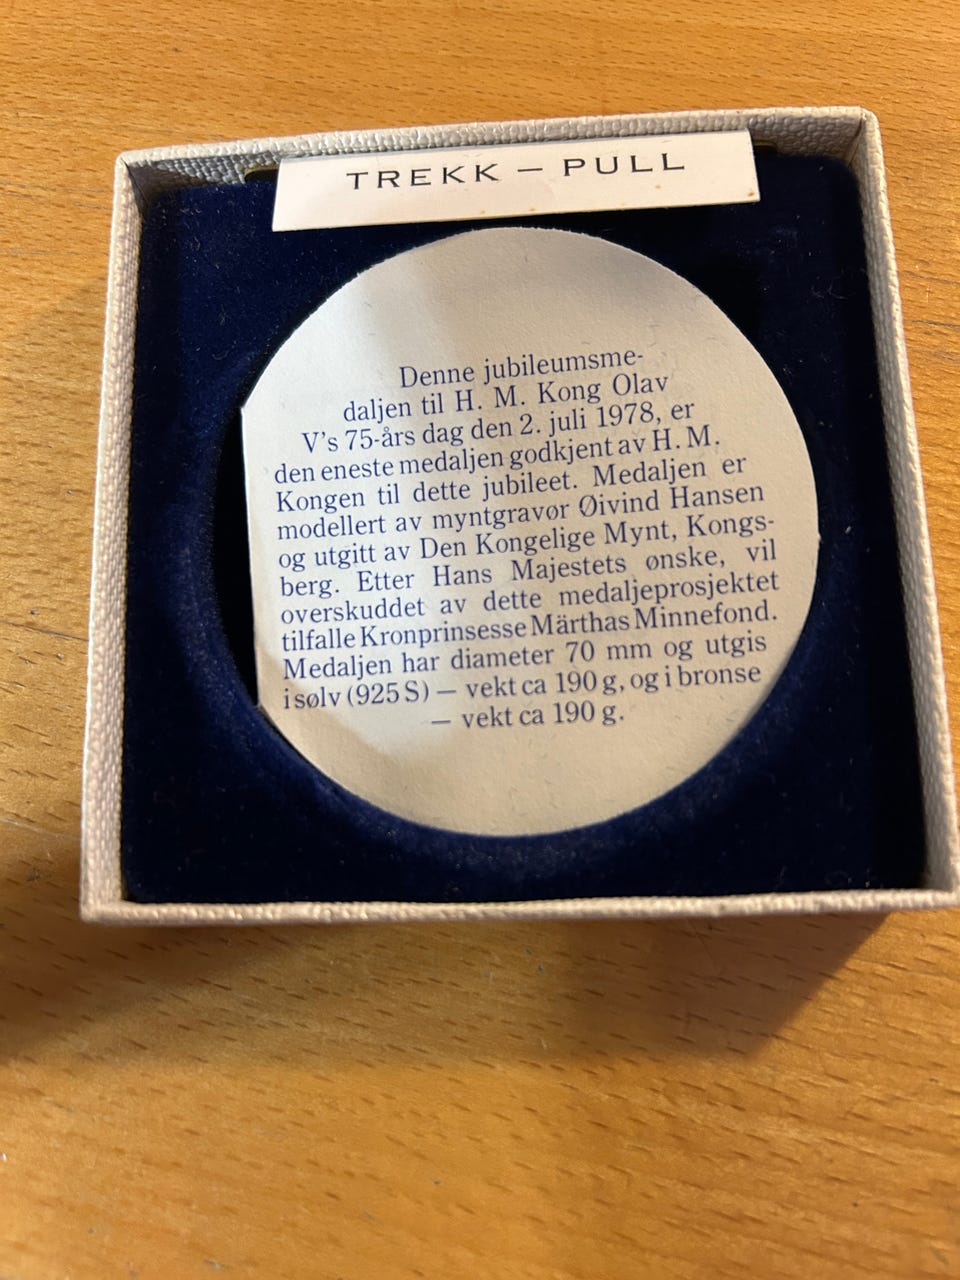 TREKK — PULL
Denne jubileumsme-
daljen til H. M. Kong Olav
V's 75-års dag den 2. juli 1978, er
den eneste medaljen godkjent av H. M.
Kongen til dette jubileet. Medaljen er
modellert av myntgravør Øivind Hansen
og utgitt av Den Kongelige Mynt, Kongs-
berg. Etter Hans Majestets ønske, vil
overskuddet av dette medaljeprosjektet
tilfalle Kronprinsesse Märthas Minnefond.
Medaljen har diameter 70 mm og utgis
i sølv (925 S) — vekt ca 190 g, og i bronse
— vekt ca 190 g.